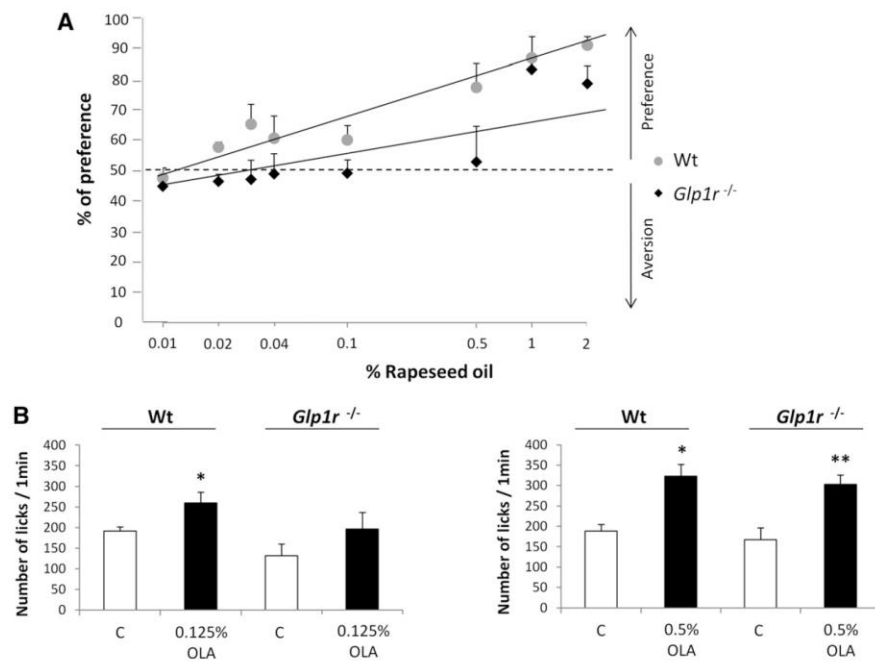 A
100
90
80
70
60
50
40
30
20
10
0
% of preference
0.01 0.02 0.04 0.1 0.5 1 2
% Rapeseed oil
Preference
Aversion
Wt
Glp1r -/-
B
Wt Glp1r -/-
400
350
300
250
200
150
100
50
0
Number of licks / 1min
*
C 0.125% OLA C 0.125% OLA
Wt Glp1r -/-
400
350
300
250
200
150
100
50
0
Number of licks / 1min
* **
C 0.5% OLA C 0.5% OLA